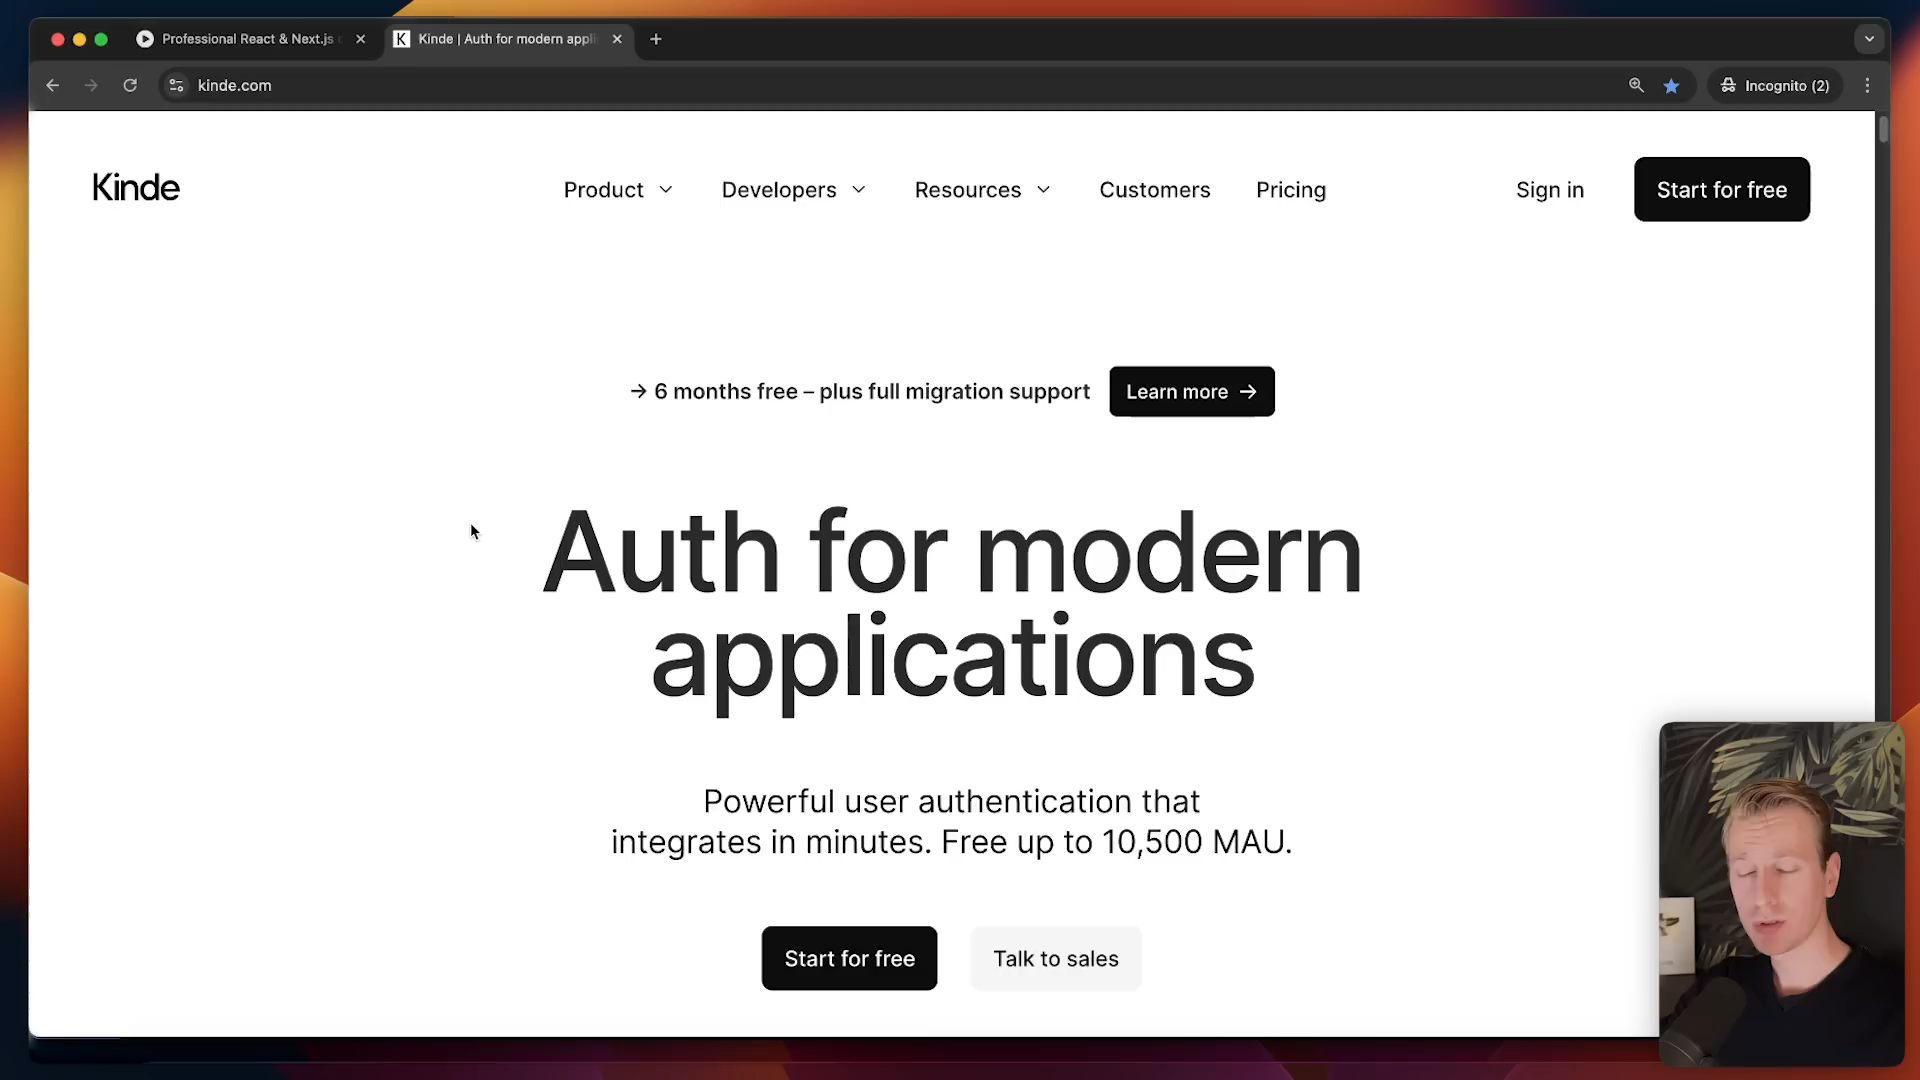 Professional React & Next.js
Kinde | Auth for modern appli
kinde.com
Incognito (2)
Kinde
Product
Developers
Resources
Customers
Pricing
Sign in
Start for free
→ 6 months free – plus full migration support
Learn more →
Auth for modern
applications
Powerful user authentication that
integrates in minutes. Free up to 10,500 MAU.
Start for free
Talk to sales